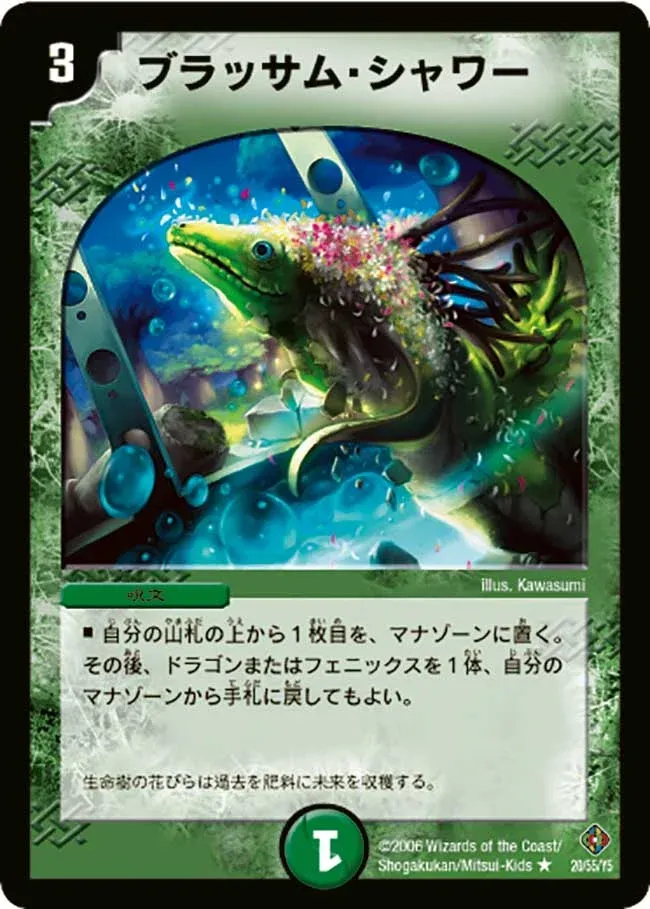 3
ブラッサム・シャワー
illus. Kawasumi
呪文
■ 自分の山札の上から1枚目を、マナゾーンに置く。
その後、ドラゴンまたはフェニックスを1体、自分の
マナゾーンから手札に戻してもよい。
生命樹の花びらは過去を肥料に未来を収穫する。
1
©2006 Wizards of the Coast/
Shogakukan/Mitsui-Kids ★
20/55/Y5